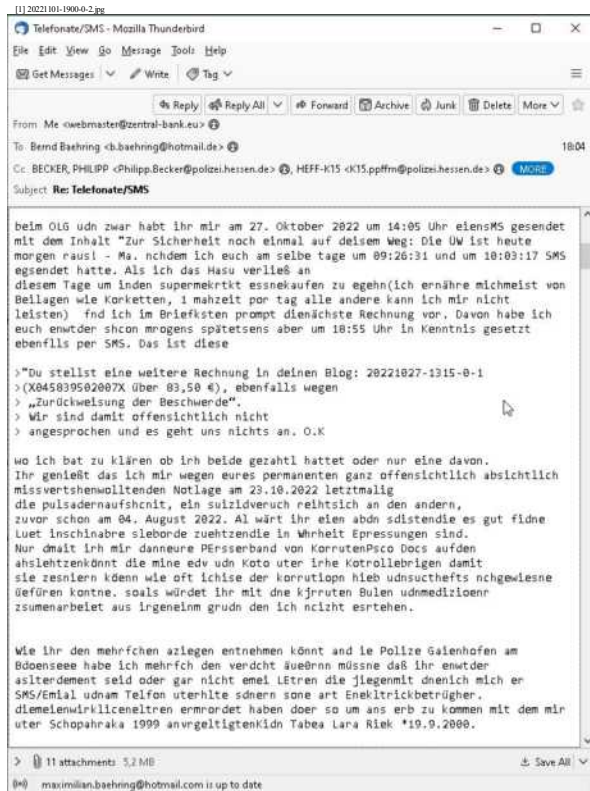 [1] 20221101-1900-0-2.jpg
Telefonate/SMS - Mozilla Thunderbird
File Edit View Go Message Tools Help
Get Messages Write Tag
Reply Reply All Forward Archive Junk Delete More
From Me <webmaster@zentral-bank.eu>
To Bernd Baehring <b.baehring@hotmail.de> 18:04
Cc BECKER, PHILIPP <Philipp.Becker@polizei.hessen.de>, HEFF-K15 <K15.ppffm@polizei.hessen.de> MORE
Subject Re: Telefonate/SMS
beim OLG udn zwar habt ihr mir am 27. Oktober 2022 um 14:05 Uhr eiensMS gesendet
mit dem Inhalt "Zur Sicherheit noch einmal auf deisem Weg: Die ÜW ist heute
morgen raus! - Ma. nchdem ich euch am selbe tage um 09:26:31 und um 10:03:17 SMS
egsendet hatte. Als ich das Hasu verließ an
diesem Tage um inden supermekrtkt essnekaufen zu egehn(ich ernähre michmeist von
Beilagen wie Korketten, 1 mahzeit por tag alle andere kann ich mir nicht
leisten) fnd ich im Briefksten prompt dienächste Rechnung vor. Davon habe ich
euch enwtder shcon mrogens spätetsens aber um 18:55 Uhr in Kenntnis gesetzt
ebenflls per SMS. Das ist diese
>"Du stellst eine weitere Rechnung in deinen Blog: 20221027-1315-0-1
>(X045839502007X über 83,50 €), ebenfalls wegen
> „Zurückweisung der Beschwerde".
> Wir sind damit offensichtlich nicht
> angesprochen und es geht uns nichts an. O.K
wo ich bat zu klären ob irh beide gezahtl hattet oder nur eine davon.
Ihr genießt das ich mir wegen eures permanenten ganz offensichtlich absichtlich
missvertshenwolltenden Notlage am 23.10.2022 letztmalig
die pulsadernaufshcnit, ein suizidveruch reihtsich an den andern,
zuvor schon am 04. August 2022. Al wärt ihr eien abdn sdistendie es gut fidne
Luet inschinabre sleborde zuehtzendie in Whrheit Epressungen sind.
Nur dmait irh mir danneure PErsserband von KorrutenPsco Docs aufden
ahslehtzenkönnt die mine edv udn Koto uter irhe Kotrollebrigen damit
sie zesniern köenn wie oft ichise der korrutiopn hieb udnsucthefts nchgewiesne
üefüren kontne. soals würdet ihr mit dne kjrruten Bulen udnmedizioenr
zsumenarbeiet aus irgeneinm grudn den ich ncizht esrtehen.
Wie ihr den mehrfchen aziegen entnehmen könnt and ie Polize Gaienhofen am
Bdoenseee habe ich mehrfch den verdcht äueØrnn müssne daß ihr enwtder
aslterdement seid oder gar nicht emei LEtren die jiegenmit dnenich mich er
SMS/Emial udnam Telfon uterhlte sdnern sone art Enekltrickbetrügher.
diemeienwirkliceneltren ermrordet haben doer so um ans erb zu kommen mit dem mir
uter Schopahraka 1999 anvrgeltigtenKidn Tabea Lara Riek *19.9.2000.
11 attachments 5,2 MB Save All
maximilian.baehring@hotmail.com is up to date